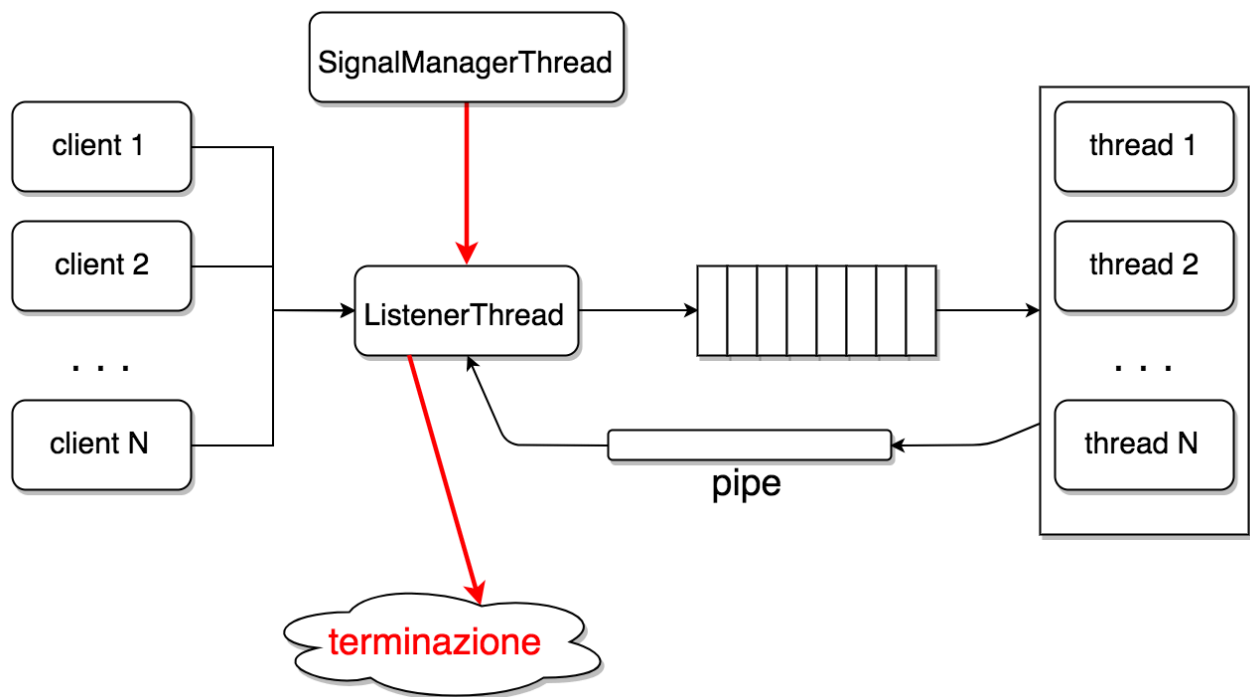 SignalManagerThread
client 1
thread 1
client 2
thread 2
ListenerThread
. . .
. . .
client N
thread N
pipe
terminazione